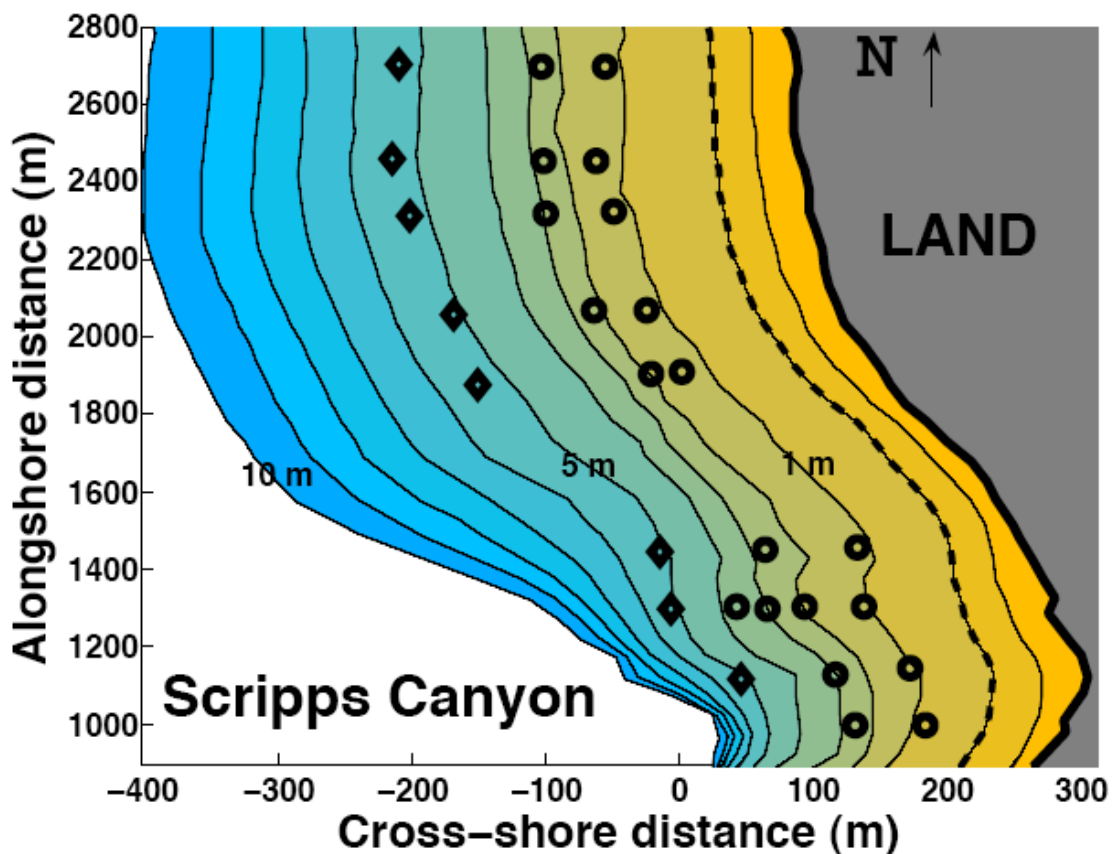 2800
2600
2400
2200
2000
1800
1600
1400
1200
1000
Alongshore distance (m)
N
LAND
10 m
5 m
1 m
Scripps Canyon
−400 −300 −200 −100 0 100 200 300
Cross−shore distance (m)